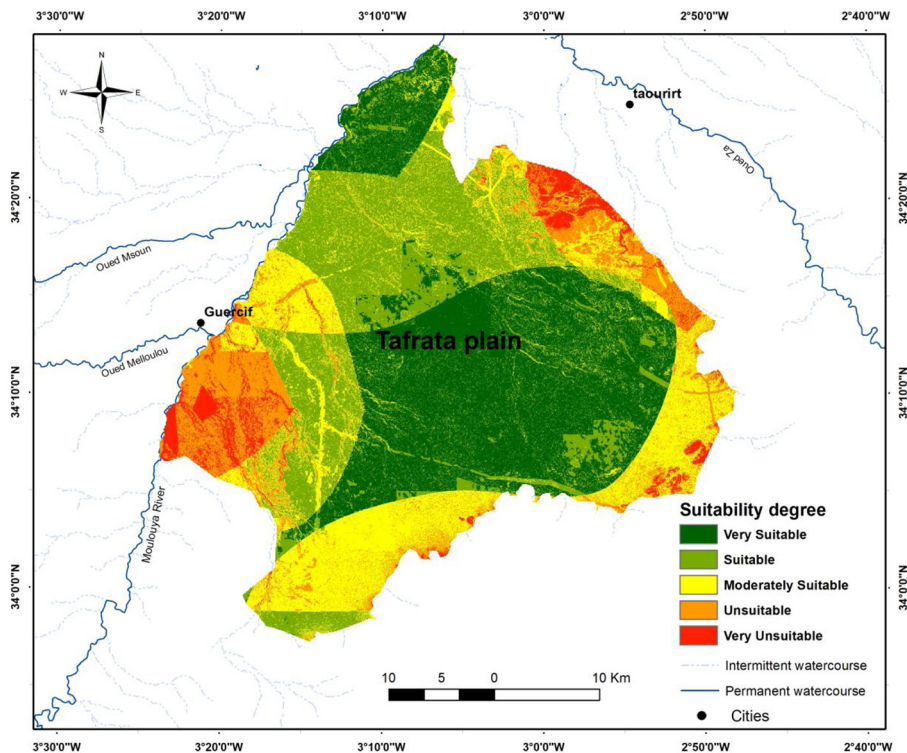 3°30'0"W 3°20'0"W 3°10'0"W 3°0'0"W 2°50'0"W 2°40'0"W
N
W E
S
taourirt
Oued Za
34°20'0"N 34°20'0"N
Oued Msoun
Guercif
Tafrata plain
Oued Melloulou
34°10'0"N 34°10'0"N
Moulouya River
Suitability degree
Very Suitable
Suitable
Moderately Suitable
Unsuitable
Very Unsuitable
34°0'0"N 34°0'0"N
Intermittent watercourse
Permanent watercourse
Cities
10 5 0 10 Km
3°30'0"W 3°20'0"W 3°10'0"W 3°0'0"W 2°50'0"W 2°40'0"W